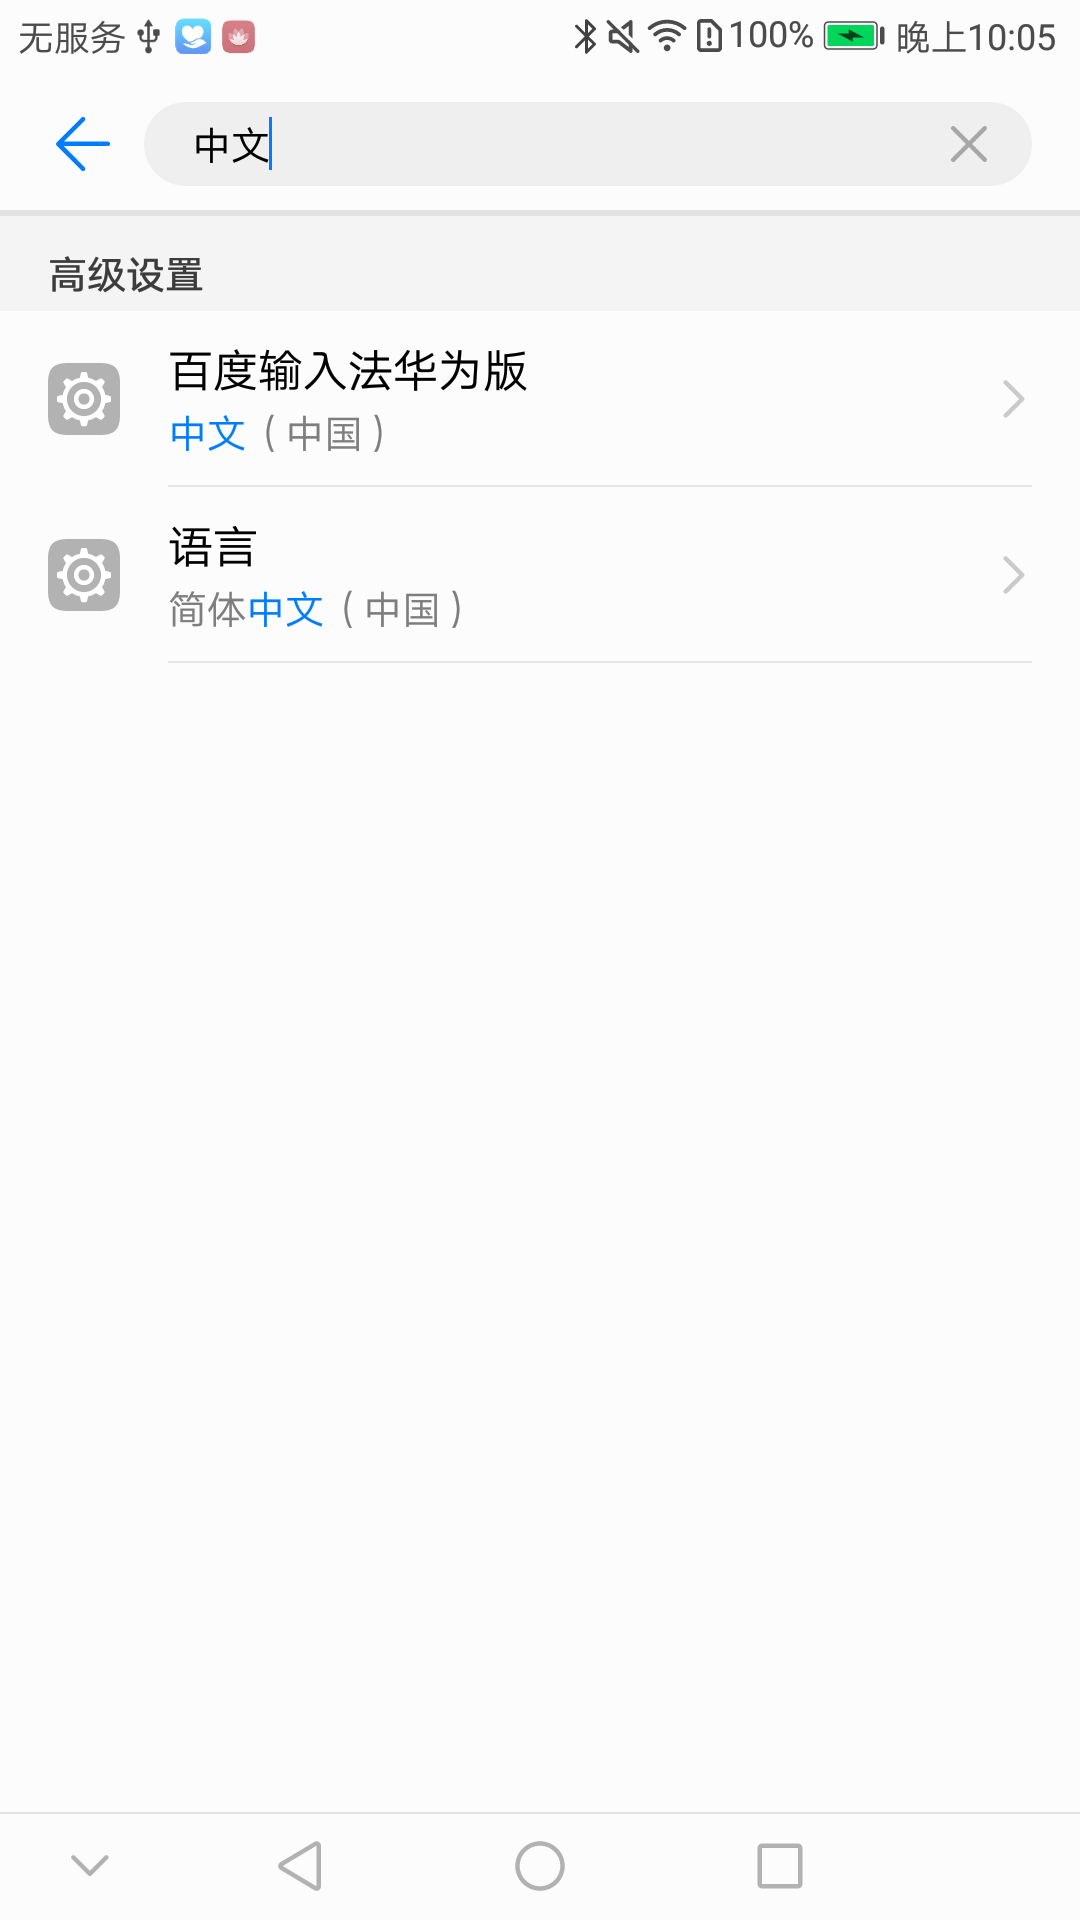 无服务 100% 晚上10:05
中文
高级设置
百度输入法华为版
中文（中国）
语言
简体中文（中国）